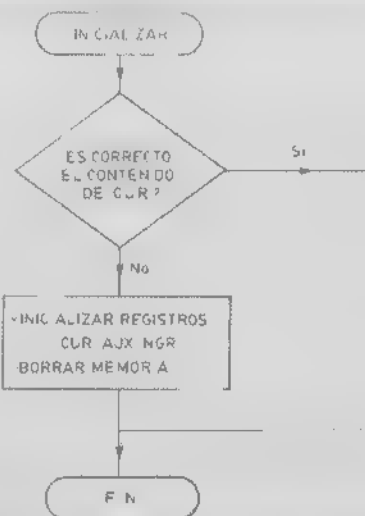 INICIALIZAR
ES CORRECTO
EL CONTENIDO
DE CUR?
Si
No
-INICIALIZAR REGISTROS
CUR AUX NGR
-BORRAR MEMORIA
FIN